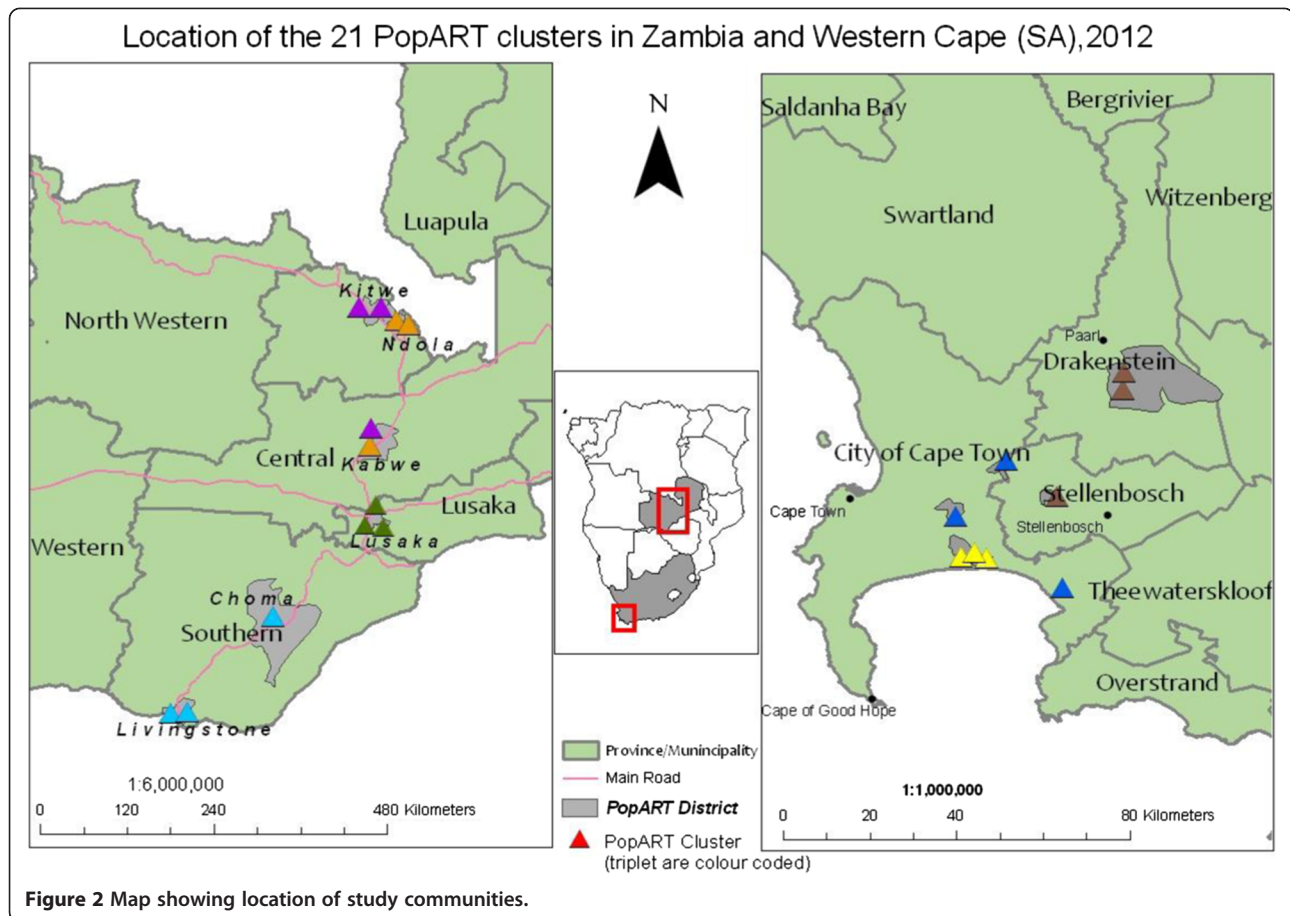 Location of the 21 PopART clusters in Zambia and Western Cape (SA),2012
Luapula
Kitwe
North Western
Ndola
Central
Kabwe
Lusaka
Lusaka
Western
Choma
Southern
Livingstone
1:6,000,000
0 120 240 480 Kilometers
N
Province/Munincipality
Main Road
PopART District
PopART Cluster
(triplet are colour coded)
Saldanha Bay
Bergrivier
Witzenberg
Swartland
Paarl
Drakenstein
City of Cape Town
Stellenbosch
Cape Town
Stellenbosch
Theewaterskloof
Overstrand
Cape of Good Hope
1:1,000,000
0 40 80 Kilometers
Figure 2 Map showing location of study communities.